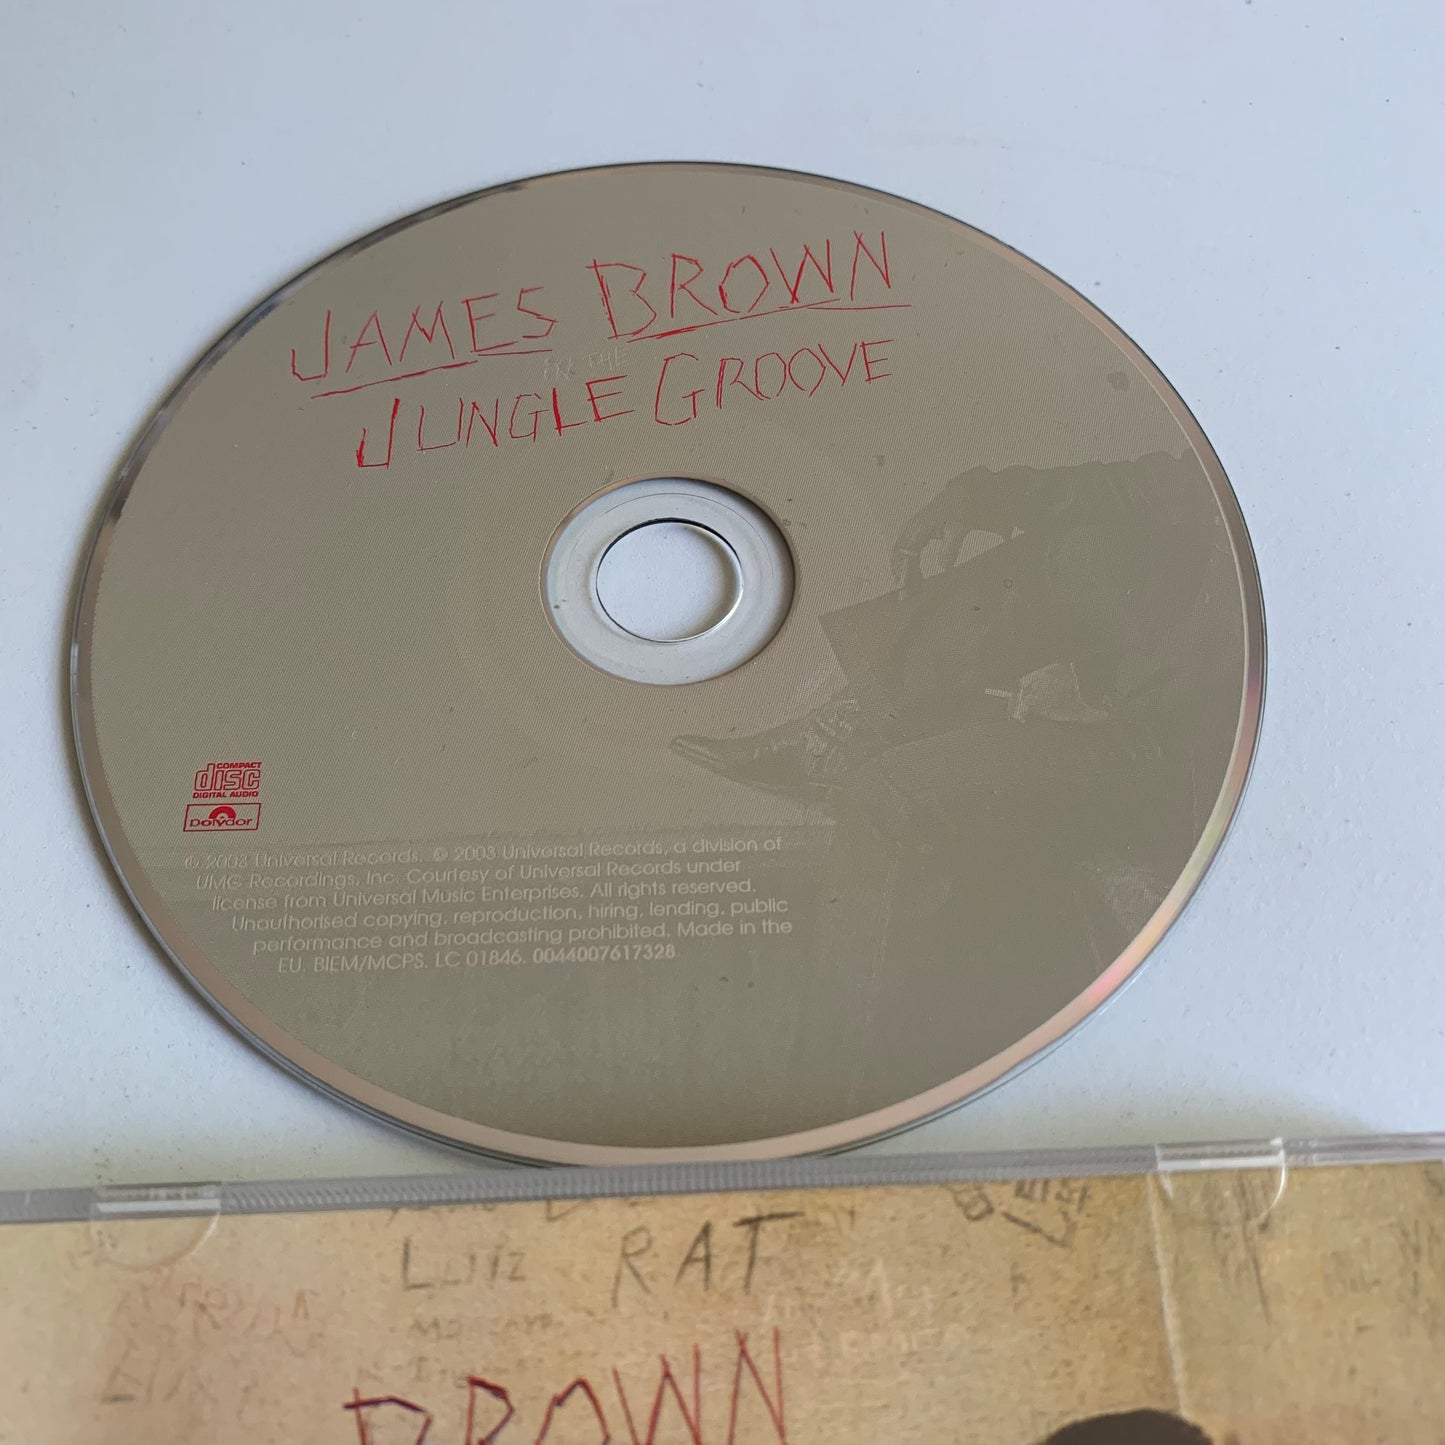 JAMES BROWN
FOR THE
JUNGLE GROOVE
COMPACT
disc
DIGITAL AUDIO
Polydor
℗ 2003 Universal Records. © 2003 Universal Records, a division of
UMG Recordings, Inc. Courtesy of Universal Records under
license from Universal Music Enterprises. All rights reserved.
Unauthorised copying, reproduction, hiring, lending, public
performance and broadcasting prohibited. Made in the
EU. BIEM/MCPS. LC 01846. 0044007617328
RAT
BROWN